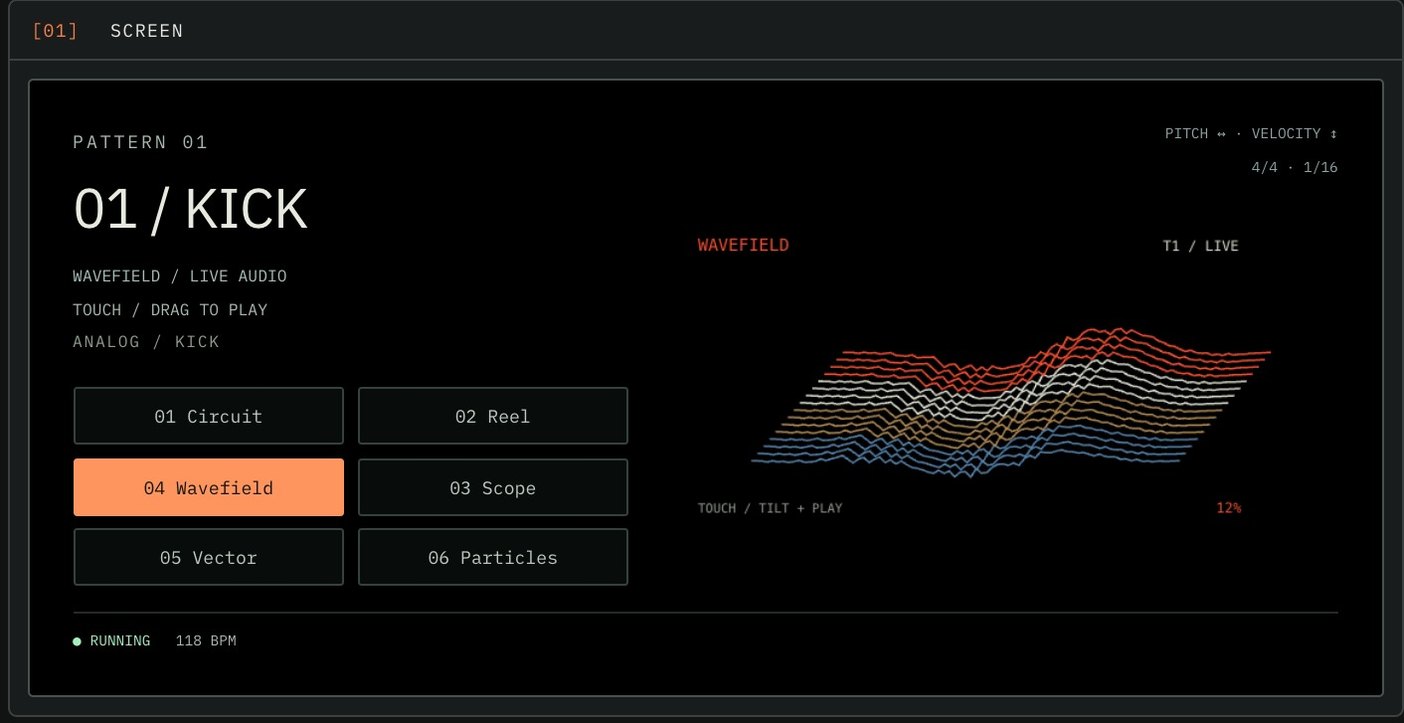 [01] SCREEN
PATTERN 01
01 / KICK
WAVEFIELD / LIVE AUDIO
TOUCH / DRAG TO PLAY
ANALOG / KICK
01 Circuit
02 Reel
04 Wavefield
03 Scope
05 Vector
06 Particles
PITCH ↔ · VELOCITY ↕
4/4 · 1/16
WAVEFIELD
T1 / LIVE
TOUCH / TILT + PLAY
12%
● RUNNING 118 BPM